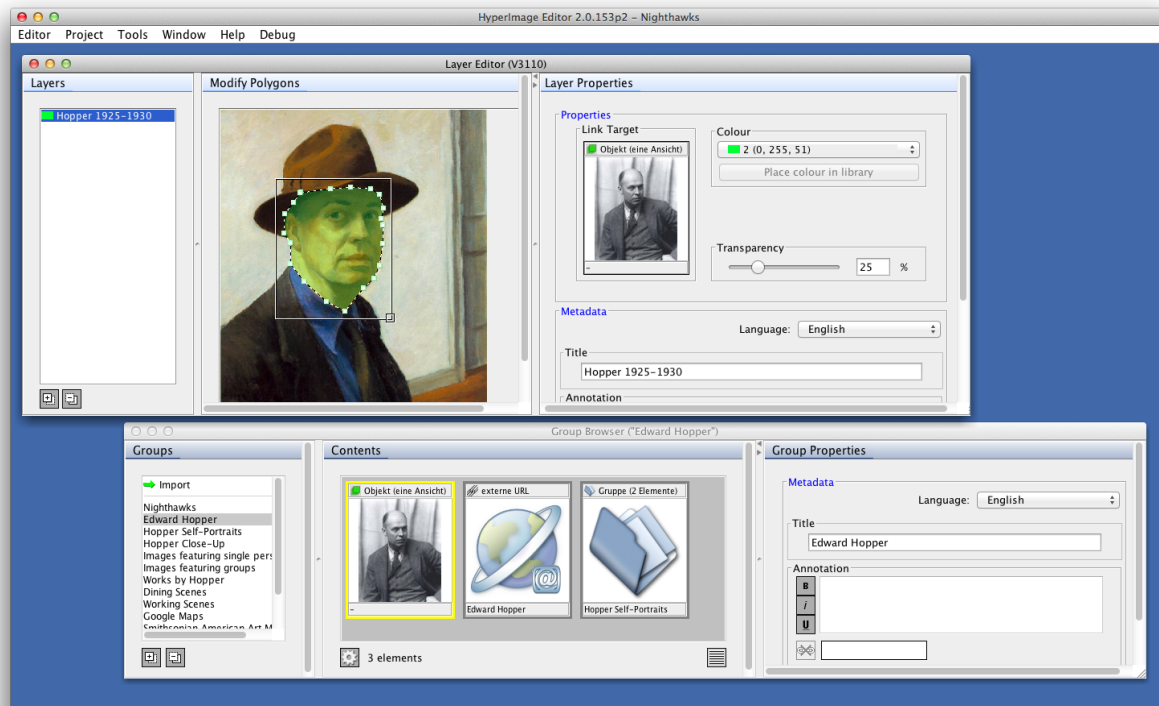 HyperImage Editor 2.0.153p2 – Nighthawks
Editor Project Tools Window Help Debug
Layer Editor (V3110)
Layers
Hopper 1925–1930
Modify Polygons
Layer Properties
Properties
Link Target
Objekt (eine Ansicht)
–
Colour
2 (0, 255, 51)
Place colour in library
Transparency
25 %
Metadata
Language: English
Title
Hopper 1925–1930
Annotation
Group Browser ("Edward Hopper")
Groups
Import
Nighthawks
Edward Hopper
Hopper Self-Portraits
Hopper Close-Up
Images featuring single pers
Images featuring groups
Works by Hopper
Dining Scenes
Working Scenes
Google Maps
Smithsonian American Art M
Contents
Objekt (eine Ansicht)
–
externe URL
@
Edward Hopper
Gruppe (2 Elemente)
Hopper Self-Portraits
3 elements
Group Properties
Metadata
Language: English
Title
Edward Hopper
Annotation
B
i
U